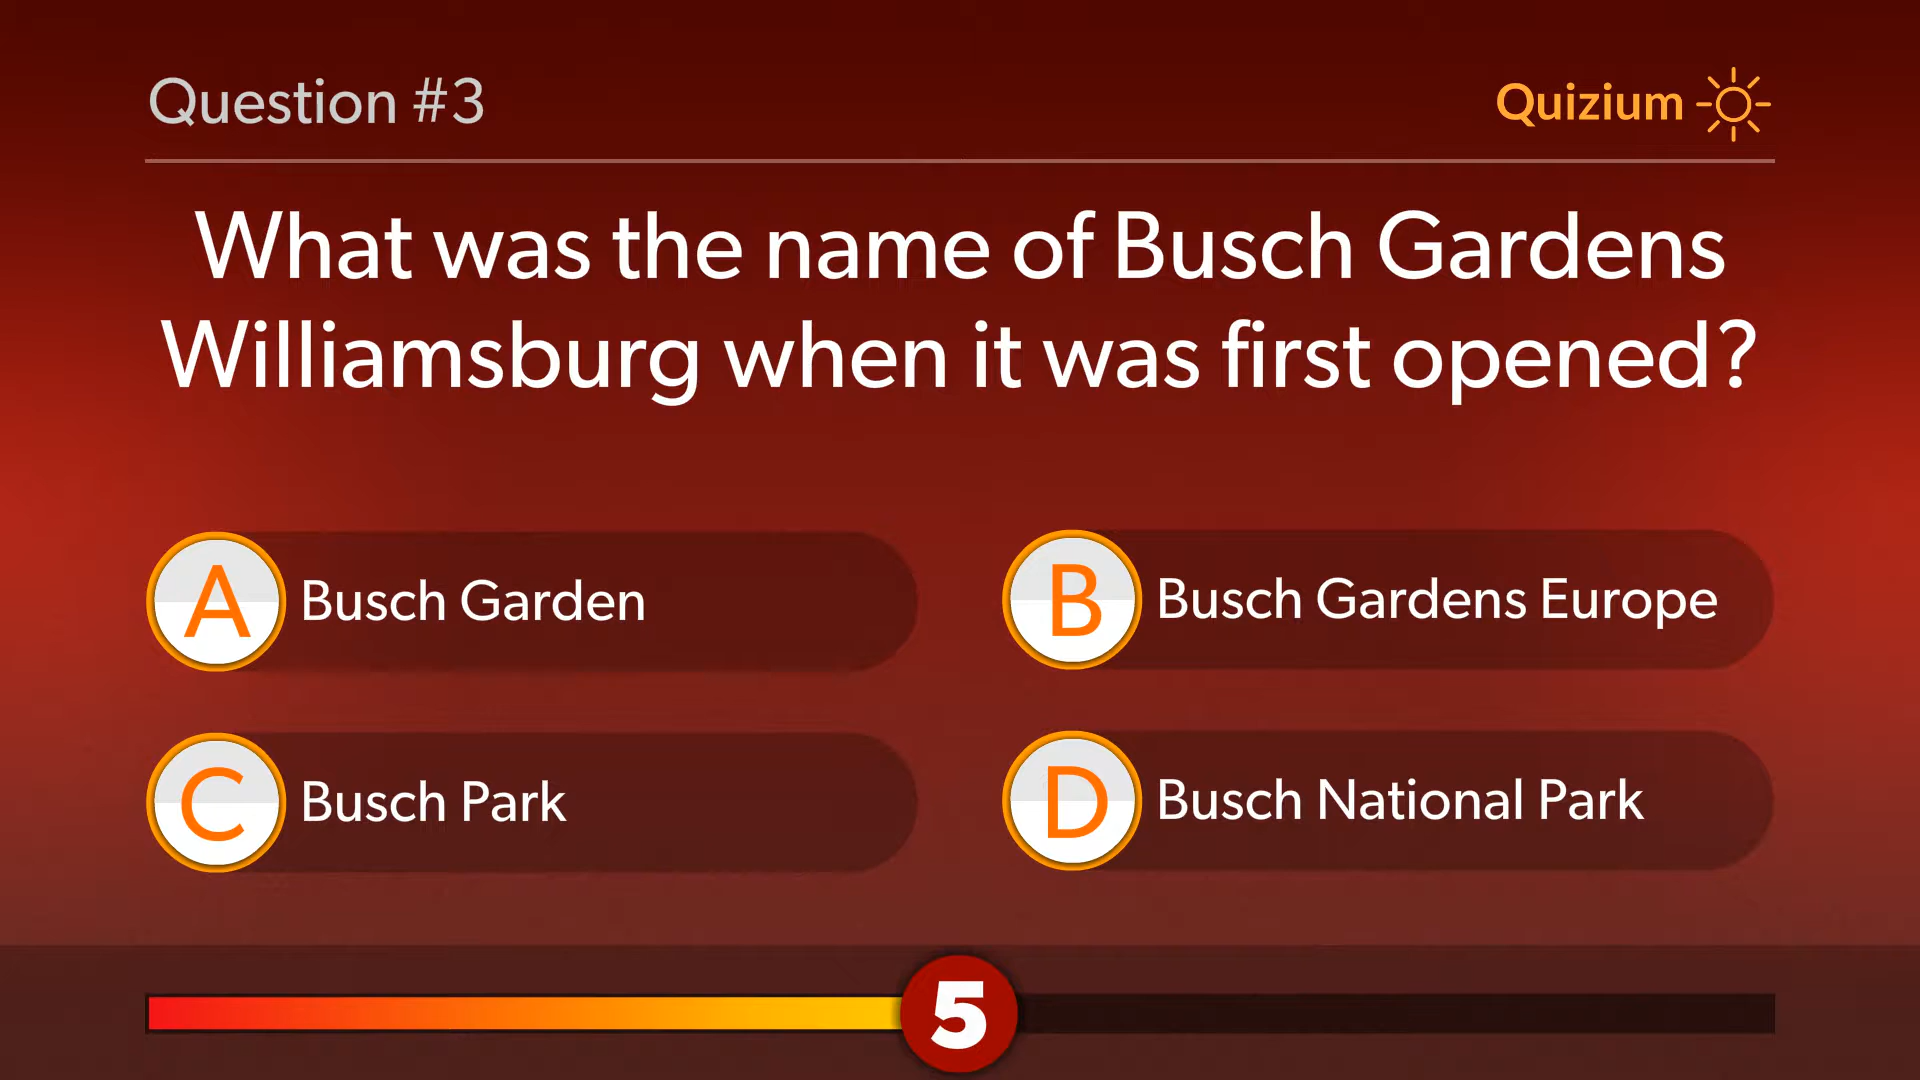 Question #3
Quizium
What was the name of Busch Gardens
Williamsburg when it was first opened?
A Busch Garden
B Busch Gardens Europe
C Busch Park
D Busch National Park
5